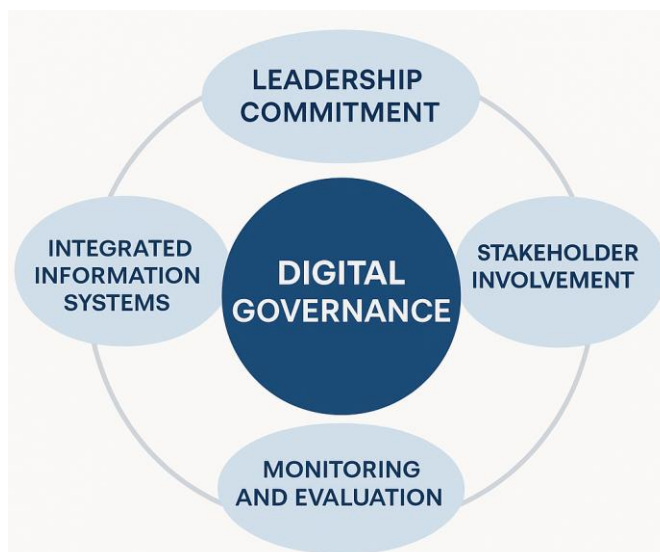 LEADERSHIP
COMMITMENT
INTEGRATED
INFORMATION
SYSTEMS
DIGITAL
GOVERNANCE
STAKEHOLDER
INVOLVEMENT
MONITORING
AND EVALUATION